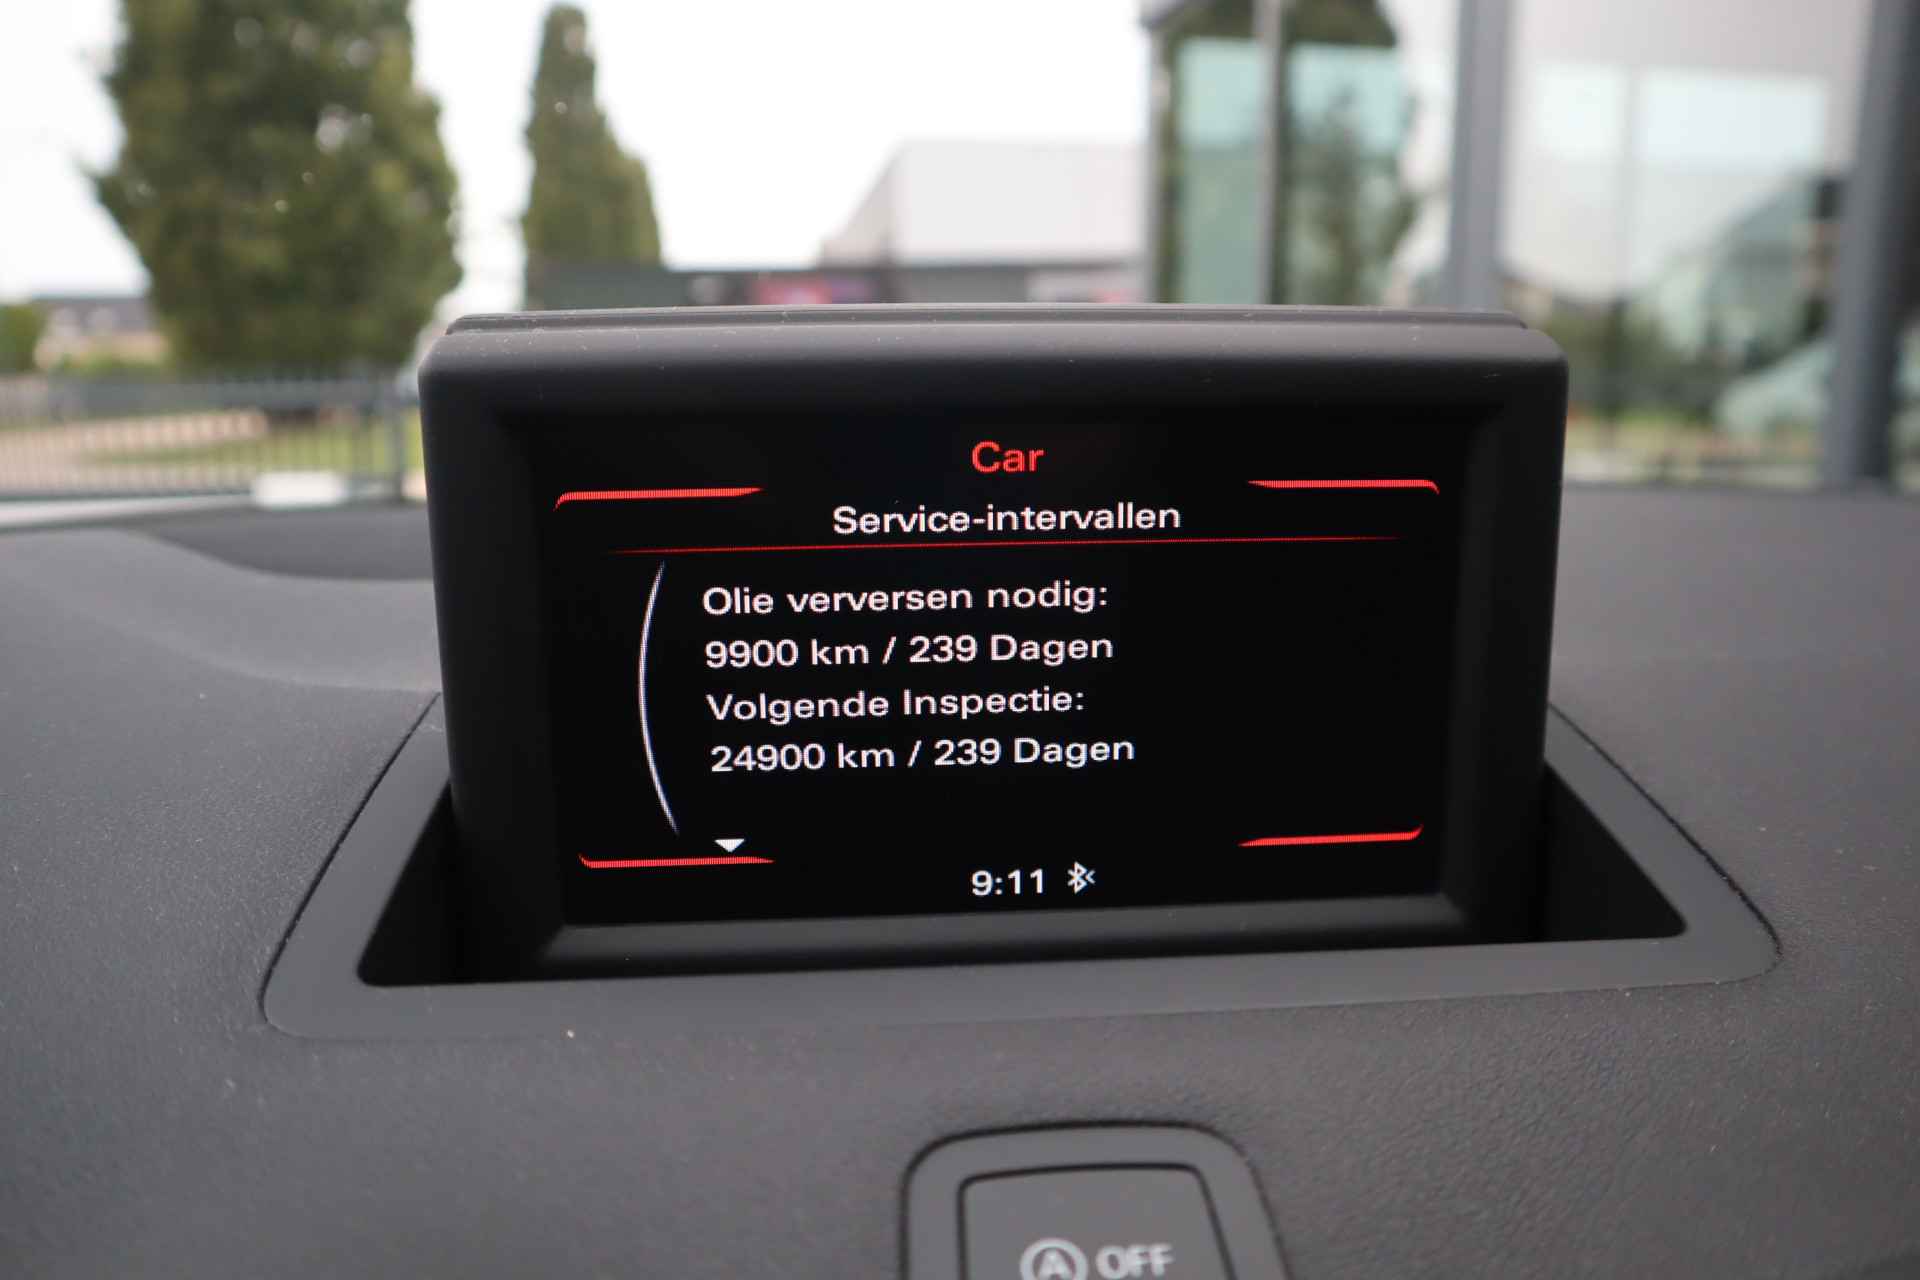 Car
Service-intervallen
Olie verversen nodig:
9900 km / 239 Dagen
Volgende Inspectie:
24900 km / 239 Dagen
9:11
A OFF